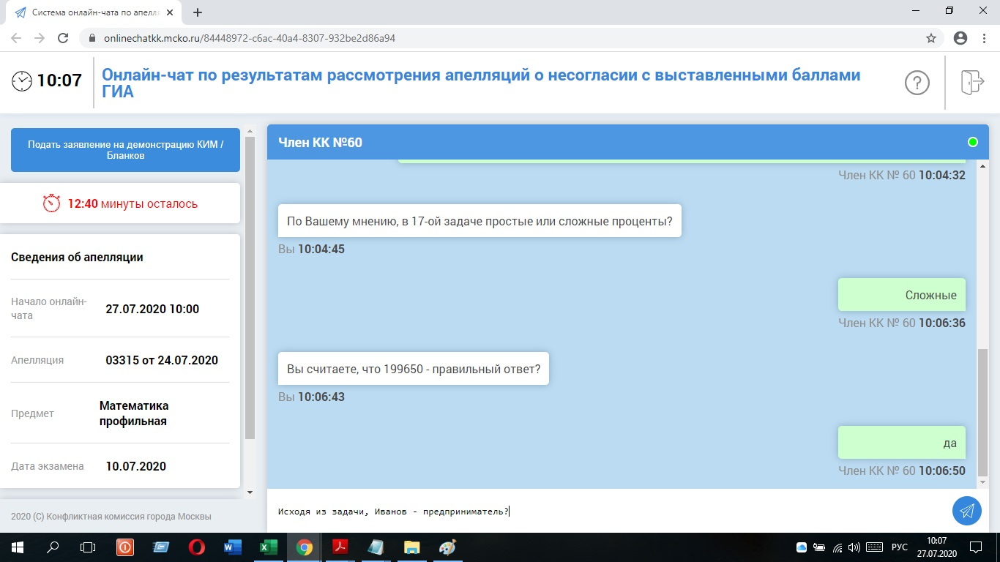 Система онлайн-чата по апелля
onlinechatkk.mcko.ru/84448972-c6ac-40a4-8307-932be2d86a94
10:07
Онлайн-чат по результатам рассмотрения апелляций о несогласии с выставленными баллами
ГИА
?
Подать заявление на демонстрацию КИМ /
Бланков
12:40 минуты осталось
Сведения об апелляции
Начало онлайн-
чата
27.07.2020 10:00
Апелляция
03315 от 24.07.2020
Предмет
Математика
профильная
Дата экзамена
10.07.2020
2020 (C) Конфликтная комиссия города Москвы
Член КК №60
Член КК № 60 10:04:32
По Вашему мнению, в 17-ой задаче простые или сложные проценты?
Вы 10:04:45
Сложные
Член КК № 60 10:06:36
Вы считаете, что 199650 - правильный ответ?
Вы 10:06:43
да
Член КК № 60 10:06:50
Исходя из задачи, Иванов - предприниматель?
РУС
10:07
27.07.2020